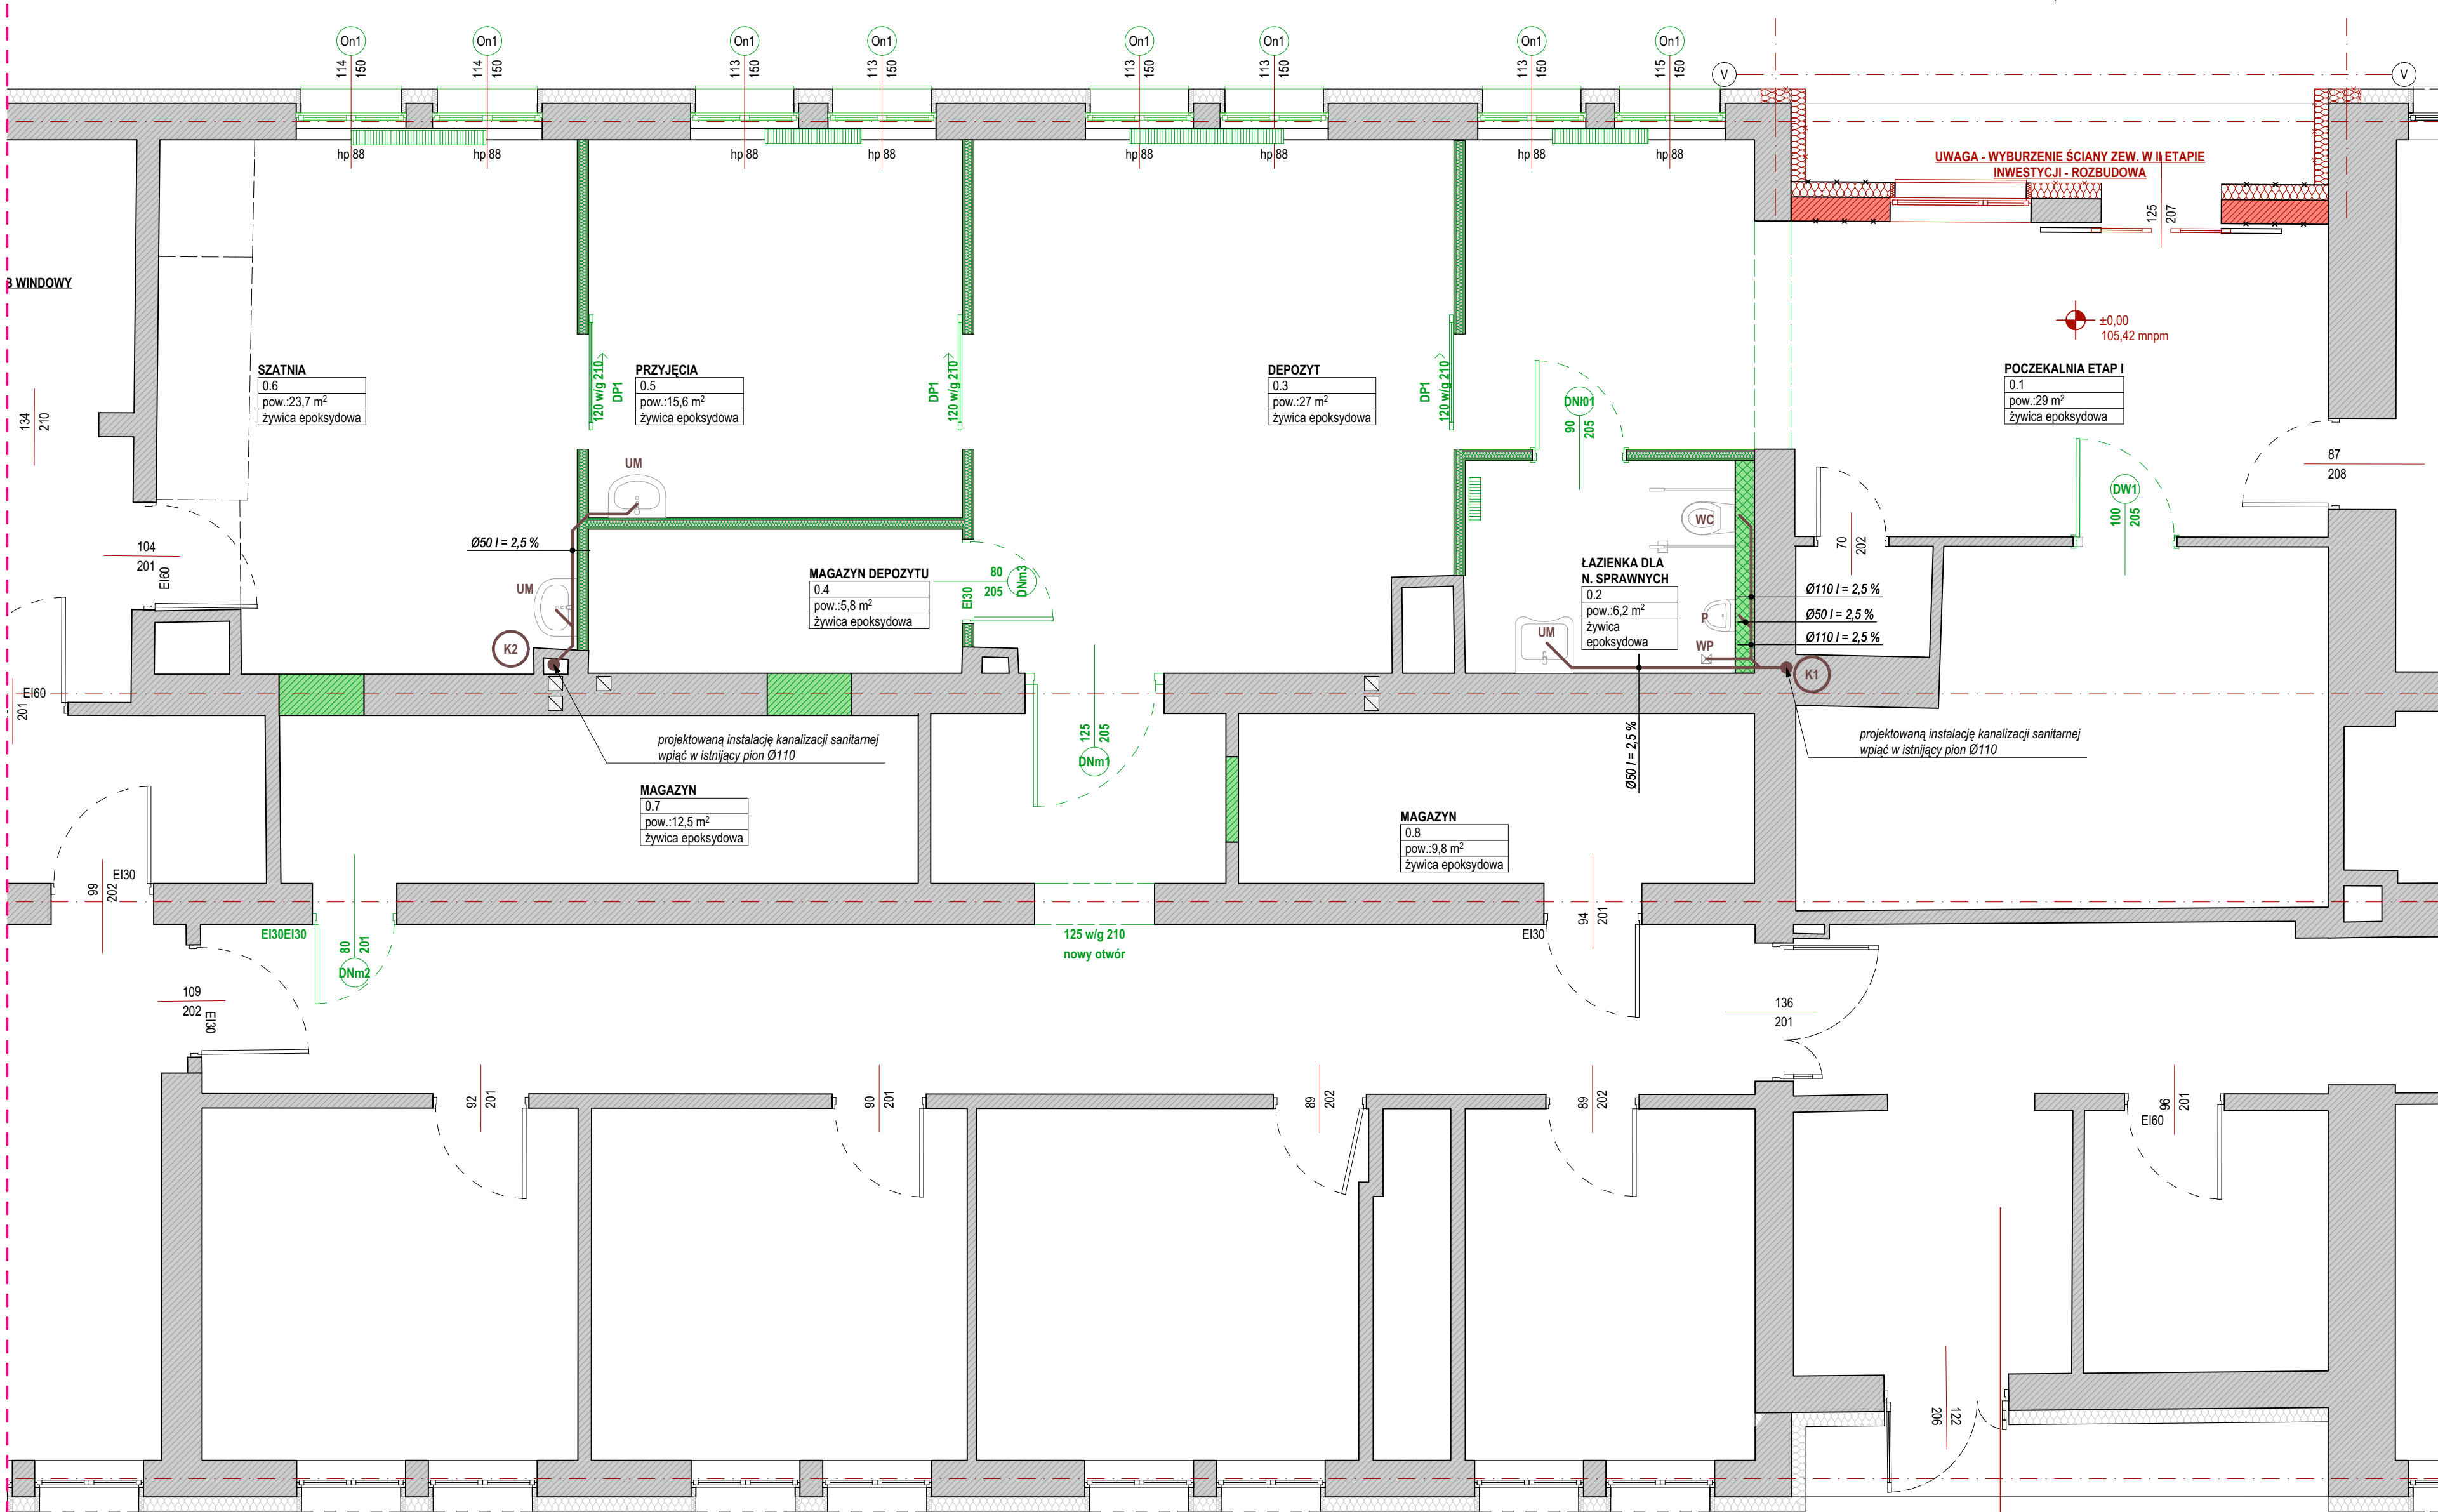 On1
114
150
On1
114
150
On1
113
150
On1
113
150
On1
113
150
On1
113
150
On1
113
150
On1
115
150
V
V
hp 88
hp 88
hp 88
hp 88
hp 88
hp 88
hp 88
hp 88
UWAGA - WYBURZENIE ŚCIANY ZEW. W II ETAPIE
INWESTYCJI - ROZBUDOWA
125
207
±0,00
105,42 mnpm
WINDOWY
134
210
SZATNIA
0.6
pow.:23,7 m²
żywica epoksydowa
120 w/g 210
DP1
PRZYJĘCIA
0.5
pow.:15,6 m²
żywica epoksydowa
DP1
120 w/g 210
DEPOZYT
0.3
pow.:27 m²
żywica epoksydowa
DP1
120 w/g 210
DNł01
90
205
POCZEKALNIA ETAP I
0.1
pow.:29 m²
żywica epoksydowa
87
208
DW1
100
205
UM
Ø50 l = 2,5 %
UM
K2
104
201
EI60
MAGAZYN DEPOZYTU
0.4
pow.:5,8 m²
żywica epoksydowa
80
205
EI30
DNm3
WC
ŁAZIENKA DLA
N. SPRAWNYCH
0.2
pow.:6,2 m²
żywica
epoksydowa
P
WP
UM
70
202
Ø110 l = 2,5 %
Ø50 l = 2,5 %
Ø110 l = 2,5 %
K1
EI60
201
projektowaną instalację kanalizacji sanitarnej
wpiąć w istnijący pion Ø110
125
205
DNm1
Ø50 l = 2,5 %
projektowaną instalację kanalizacji sanitarnej
wpiąć w istnijący pion Ø110
MAGAZYN
0.7
pow.:12,5 m²
żywica epoksydowa
MAGAZYN
0.8
pow.:9,8 m²
żywica epoksydowa
99
202
EI30
EI30EI30
80
201
DNm2
125 w/g 210
nowy otwór
EI30
94
201
109
202
EI30
136
201
92
201
90
201
89
202
89
202
96
201
EI60
122
206